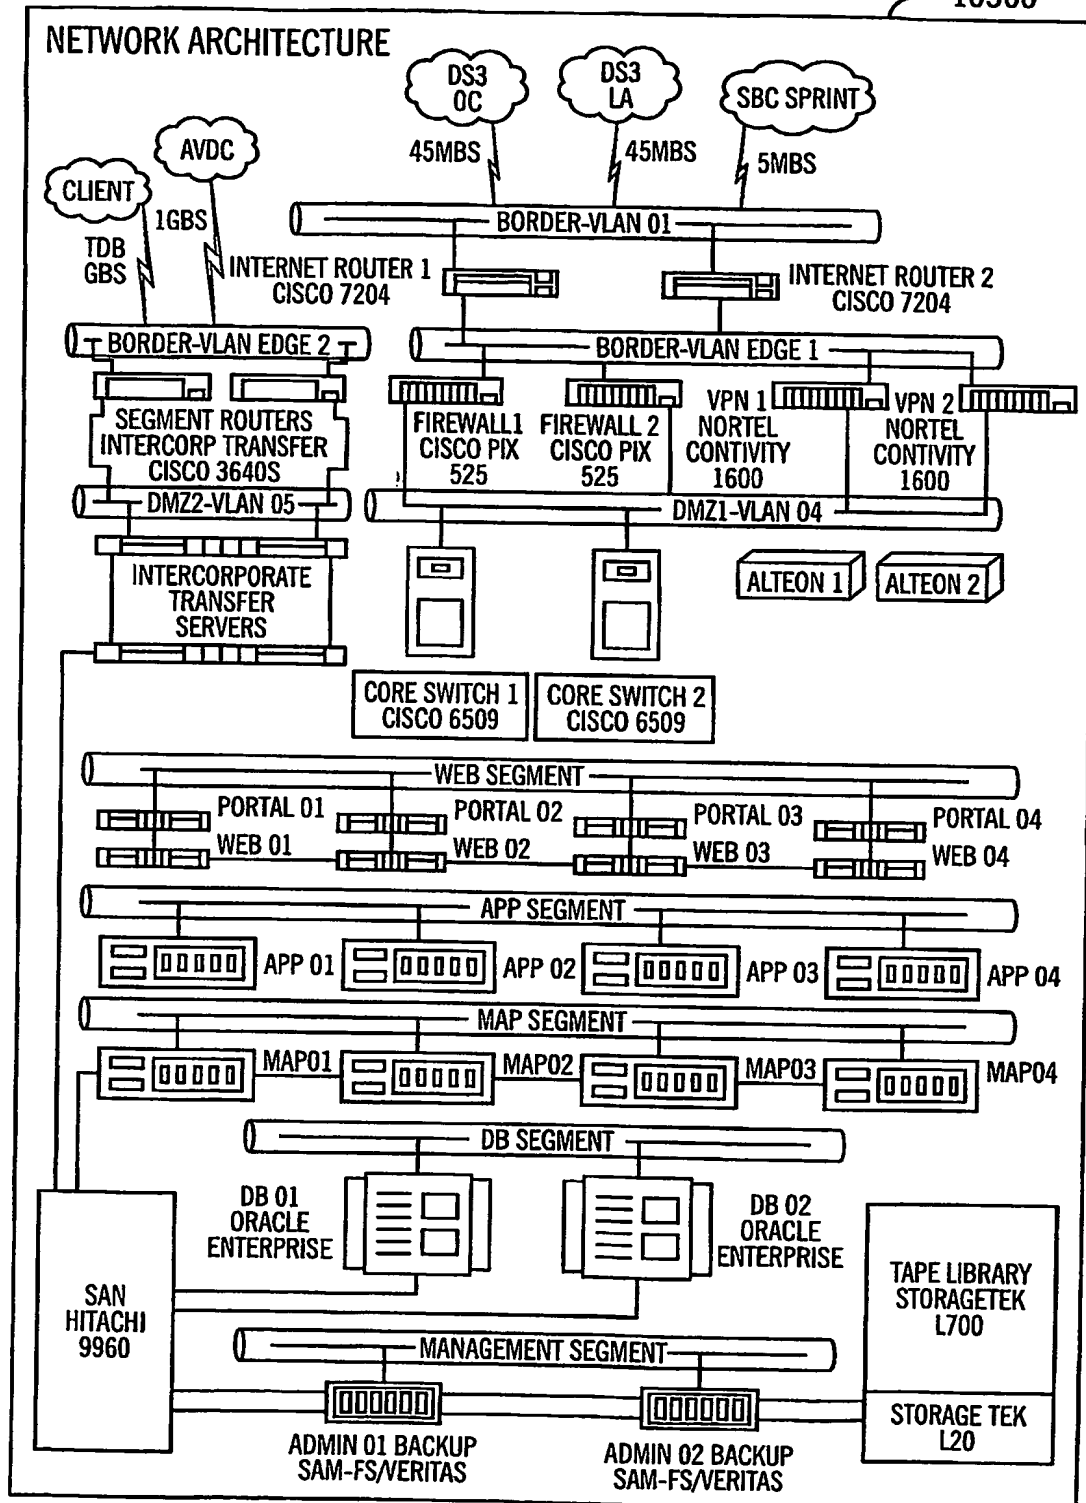 NETWORK ARCHITECTURE
DS3
OC
DS3
LA
SBC SPRINT
AVDC
CLIENT
45MBS
45MBS
5MBS
1GBS
TDB
GBS
BORDER-VLAN 01
INTERNET ROUTER 1
CISCO 7204
INTERNET ROUTER 2
CISCO 7204
BORDER-VLAN EDGE 2
BORDER-VLAN EDGE 1
SEGMENT ROUTERS
INTERCORP TRANSFER
CISCO 3640S
FIREWALL1
CISCO PIX
525
FIREWALL 2
CISCO PIX
525
VPN 1
NORTEL
CONTIVITY
1600
VPN 2
NORTEL
CONTIVITY
1600
DMZ2-VLAN 05
DMZ1-VLAN 04
INTERCORPORATE
TRANSFER
SERVERS
ALTEON 1
ALTEON 2
CORE SWITCH 1
CISCO 6509
CORE SWITCH 2
CISCO 6509
WEB SEGMENT
PORTAL 01
PORTAL 02
PORTAL 03
PORTAL 04
WEB 01
WEB 02
WEB 03
WEB 04
APP SEGMENT
APP 01
APP 02
APP 03
APP 04
MAP SEGMENT
MAP01
MAP02
MAP03
MAP04
DB SEGMENT
DB 01
ORACLE
ENTERPRISE
DB 02
ORACLE
ENTERPRISE
SAN
HITACHI
9960
TAPE LIBRARY
STORAGETEK
L700
MANAGEMENT SEGMENT
STORAGE TEK
L20
ADMIN 01 BACKUP
SAM-FS/VERITAS
ADMIN 02 BACKUP
SAM-FS/VERITAS